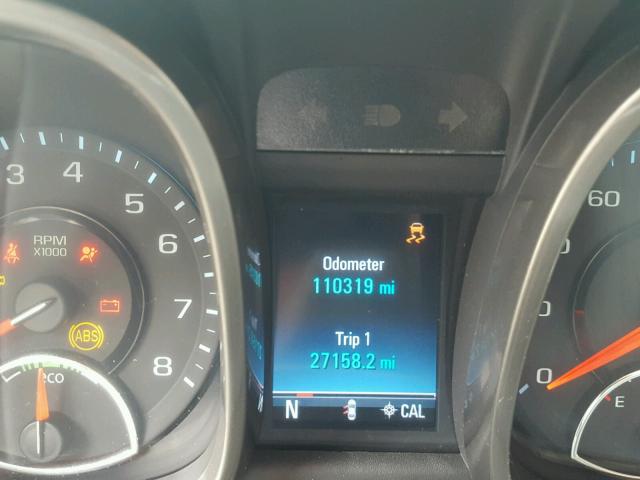 3 4 5 6 7 8
RPM
X1000
ABS
eco
Odometer
110319 mi
Trip 1
27158.2 mi
N CAL
60
0
E